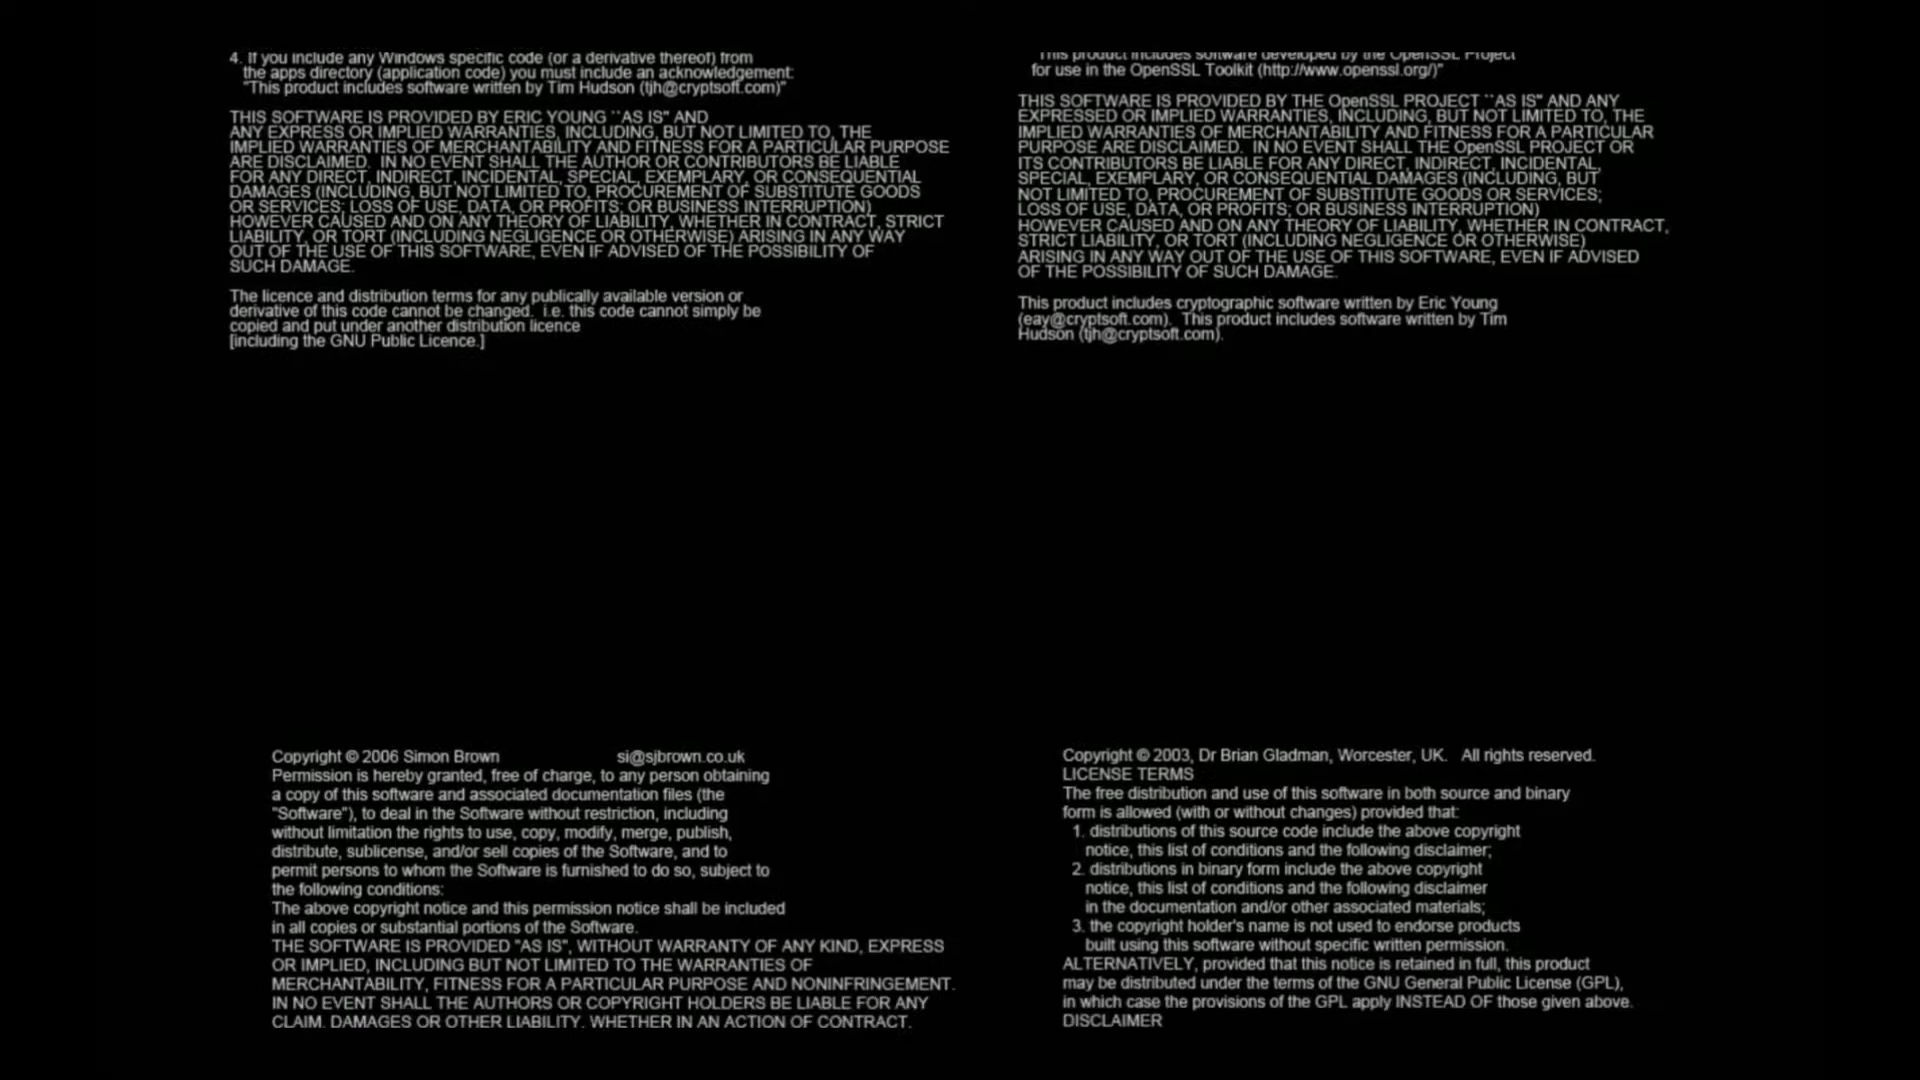 4. If you include any Windows specific code (or a derivative thereof) from
the apps directory (application code) you must include an acknowledgement:
"This product includes software written by Tim Hudson (tjh@cryptsoft.com)"
THIS SOFTWARE IS PROVIDED BY ERIC YOUNG ``AS IS'' AND
ANY EXPRESS OR IMPLIED WARRANTIES, INCLUDING, BUT NOT LIMITED TO, THE
IMPLIED WARRANTIES OF MERCHANTABILITY AND FITNESS FOR A PARTICULAR PURPOSE
ARE DISCLAIMED.  IN NO EVENT SHALL THE AUTHOR OR CONTRIBUTORS BE LIABLE
FOR ANY DIRECT, INDIRECT, INCIDENTAL, SPECIAL, EXEMPLARY, OR CONSEQUENTIAL
DAMAGES (INCLUDING, BUT NOT LIMITED TO, PROCUREMENT OF SUBSTITUTE GOODS
OR SERVICES; LOSS OF USE, DATA, OR PROFITS; OR BUSINESS INTERRUPTION)
HOWEVER CAUSED AND ON ANY THEORY OF LIABILITY, WHETHER IN CONTRACT, STRICT
LIABILITY, OR TORT (INCLUDING NEGLIGENCE OR OTHERWISE) ARISING IN ANY WAY
OUT OF THE USE OF THIS SOFTWARE, EVEN IF ADVISED OF THE POSSIBILITY OF
SUCH DAMAGE.
The licence and distribution terms for any publically available version or
derivative of this code cannot be changed.  i.e. this code cannot simply be
copied and put under another distribution licence
[including the GNU Public Licence.]
This product includes software developed by the OpenSSL Project
for use in the OpenSSL Toolkit (http://www.openssl.org/)"
THIS SOFTWARE IS PROVIDED BY THE OpenSSL PROJECT ``AS IS'' AND ANY
EXPRESSED OR IMPLIED WARRANTIES, INCLUDING, BUT NOT LIMITED TO, THE
IMPLIED WARRANTIES OF MERCHANTABILITY AND FITNESS FOR A PARTICULAR
PURPOSE ARE DISCLAIMED.  IN NO EVENT SHALL THE OpenSSL PROJECT OR
ITS CONTRIBUTORS BE LIABLE FOR ANY DIRECT, INDIRECT, INCIDENTAL,
SPECIAL, EXEMPLARY, OR CONSEQUENTIAL DAMAGES (INCLUDING, BUT
NOT LIMITED TO, PROCUREMENT OF SUBSTITUTE GOODS OR SERVICES;
LOSS OF USE, DATA, OR PROFITS; OR BUSINESS INTERRUPTION)
HOWEVER CAUSED AND ON ANY THEORY OF LIABILITY, WHETHER IN CONTRACT,
STRICT LIABILITY, OR TORT (INCLUDING NEGLIGENCE OR OTHERWISE)
ARISING IN ANY WAY OUT OF THE USE OF THIS SOFTWARE, EVEN IF ADVISED
OF THE POSSIBILITY OF SUCH DAMAGE.
This product includes cryptographic software written by Eric Young
(eay@cryptsoft.com).  This product includes software written by Tim
Hudson (tjh@cryptsoft.com).
Copyright © 2006 Simon Brown si@sjbrown.co.uk
Permission is hereby granted, free of charge, to any person obtaining
a copy of this software and associated documentation files (the
"Software"), to deal in the Software without restriction, including
without limitation the rights to use, copy, modify, merge, publish,
distribute, sublicense, and/or sell copies of the Software, and to
permit persons to whom the Software is furnished to do so, subject to
the following conditions:
The above copyright notice and this permission notice shall be included
in all copies or substantial portions of the Software.
THE SOFTWARE IS PROVIDED "AS IS", WITHOUT WARRANTY OF ANY KIND, EXPRESS
OR IMPLIED, INCLUDING BUT NOT LIMITED TO THE WARRANTIES OF
MERCHANTABILITY, FITNESS FOR A PARTICULAR PURPOSE AND NONINFRINGEMENT.
IN NO EVENT SHALL THE AUTHORS OR COPYRIGHT HOLDERS BE LIABLE FOR ANY
CLAIM, DAMAGES OR OTHER LIABILITY, WHETHER IN AN ACTION OF CONTRACT,
Copyright © 2003, Dr Brian Gladman, Worcester, UK.   All rights reserved.
LICENSE TERMS
The free distribution and use of this software in both source and binary
form is allowed (with or without changes) provided that:
1. distributions of this source code include the above copyright
notice, this list of conditions and the following disclaimer;
2. distributions in binary form include the above copyright
notice, this list of conditions and the following disclaimer
in the documentation and/or other associated materials;
3. the copyright holder's name is not used to endorse products
built using this software without specific written permission.
ALTERNATIVELY, provided that this notice is retained in full, this product
may be distributed under the terms of the GNU General Public License (GPL),
in which case the provisions of the GPL apply INSTEAD OF those given above.
DISCLAIMER